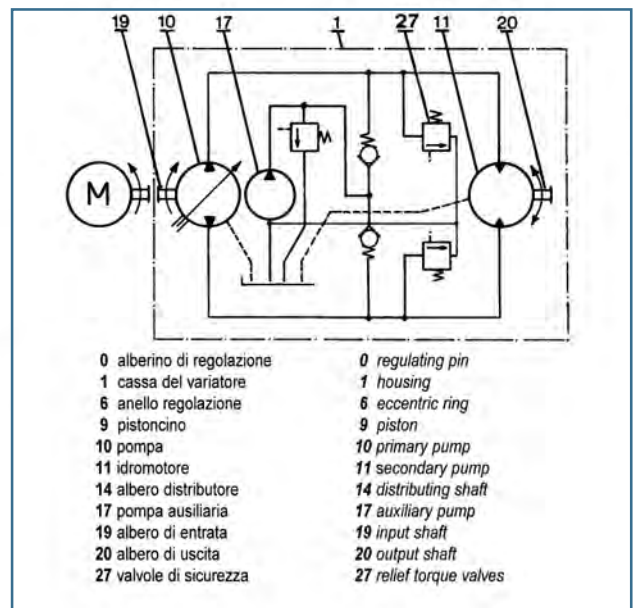 19 10 17 1 27 11 20
M
0 alberino di regolazione
1 cassa del variatore
6 anello regolazione
9 pistoncino
10 pompa
11 idromotore
14 albero distributore
17 pompa ausiliaria
19 albero di entrata
20 albero di uscita
27 valvole di sicurezza
0 regulating pin
1 housing
6 eccentric ring
9 piston
10 primary pump
11 secondary pump
14 distributing shaft
17 auxiliary pump
19 input shaft
20 output shaft
27 relief torque valves